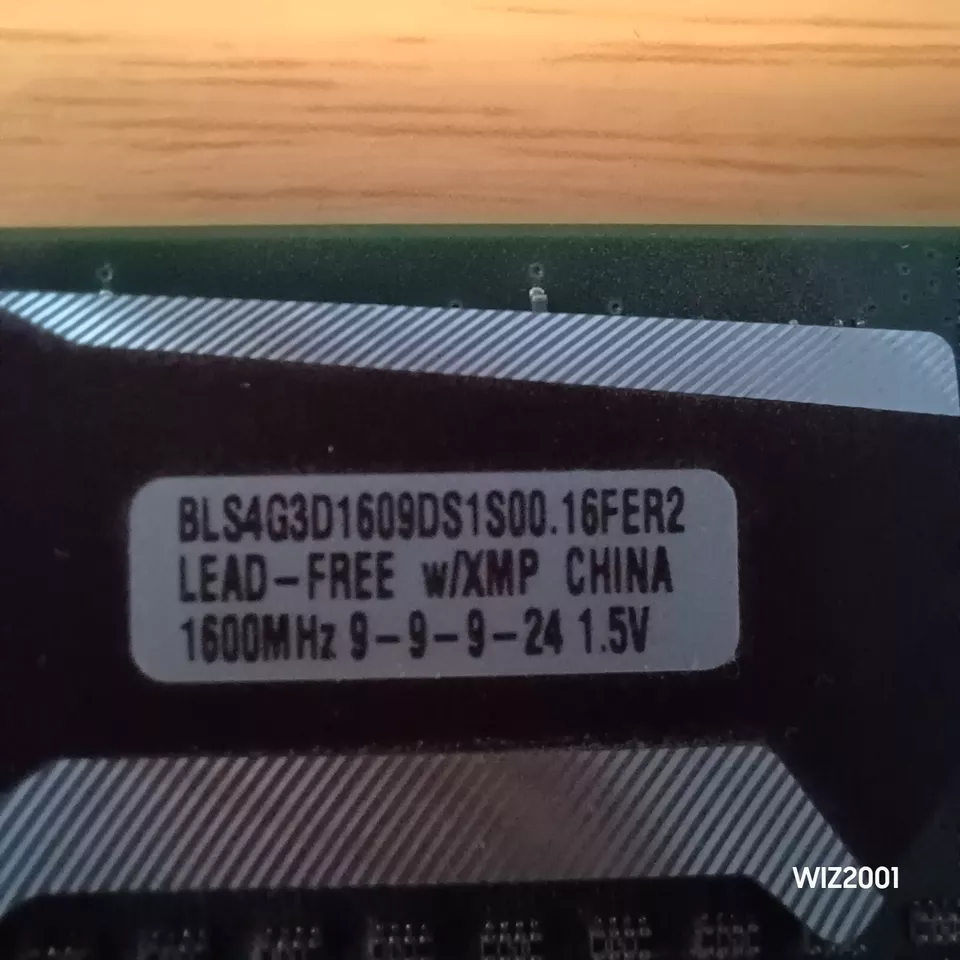 BLS4G3D1609DS1S00.16FER2
LEAD-FREE w/XMP CHINA
1600MHz 9-9-9-24 1.5V
WIZ2001